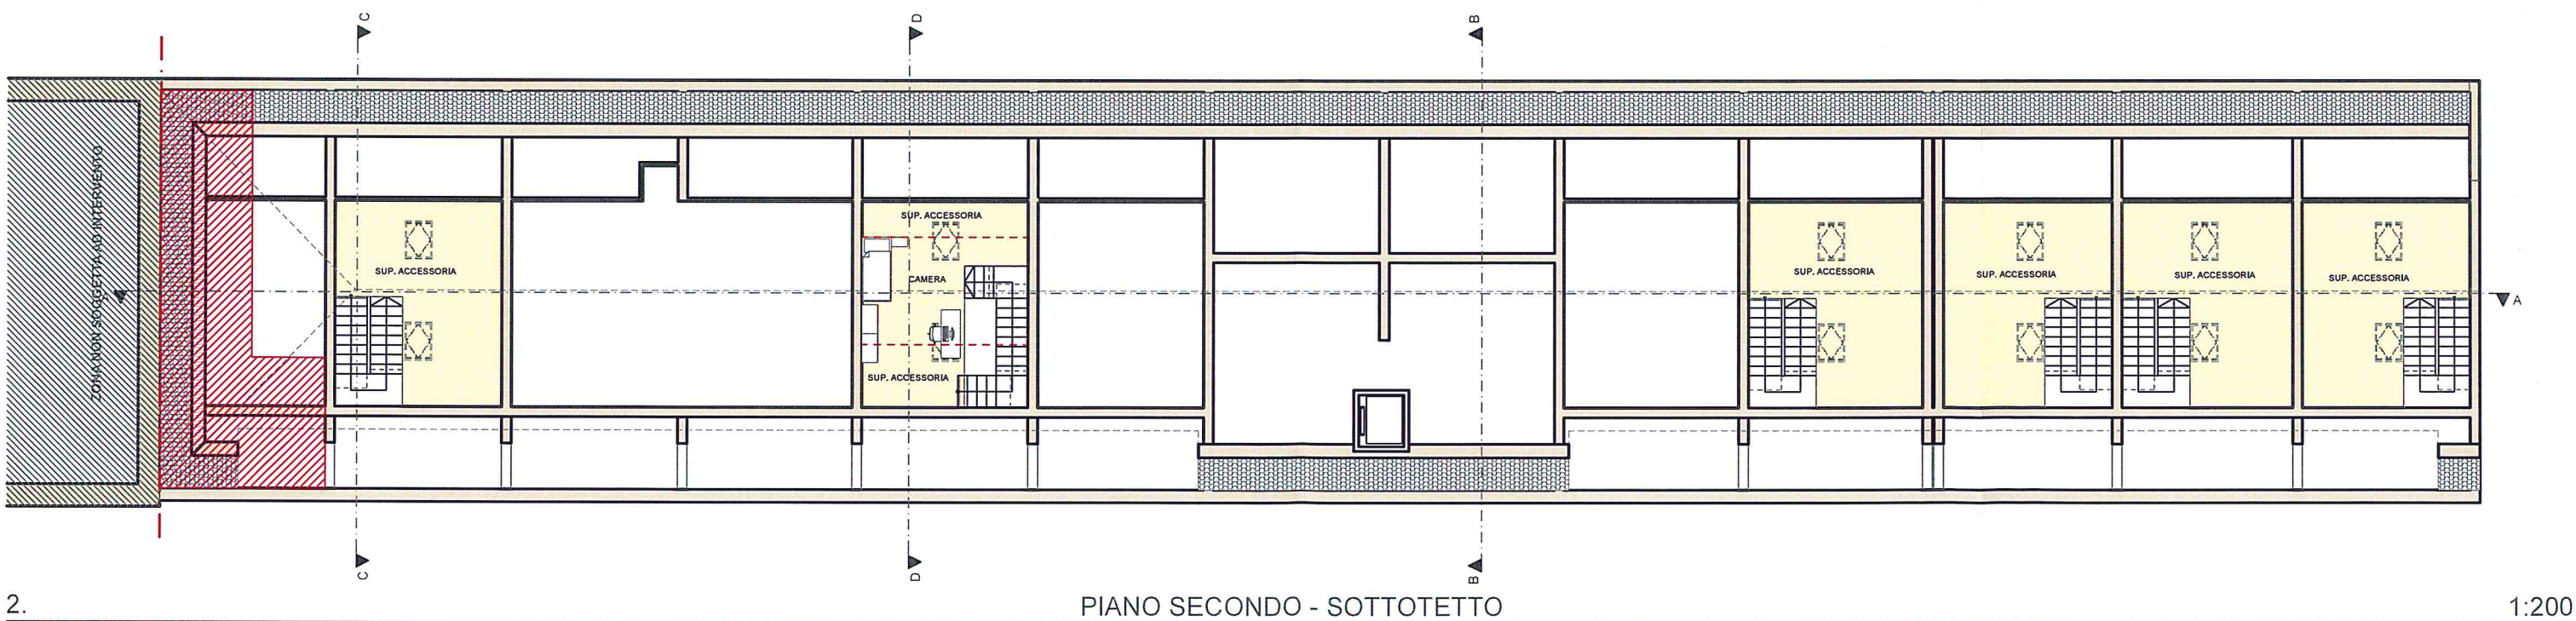 C
D
B
ZONA NON SOGGETTA AD INTERVENTO
SUP. ACCESSORIA
SUP. ACCESSORIA
CAMERA
SUP. ACCESSORIA
SUP. ACCESSORIA
SUP. ACCESSORIA
SUP. ACCESSORIA
SUP. ACCESSORIA
A
C
D
B
2.
PIANO SECONDO - SOTTOTETTO
1:200